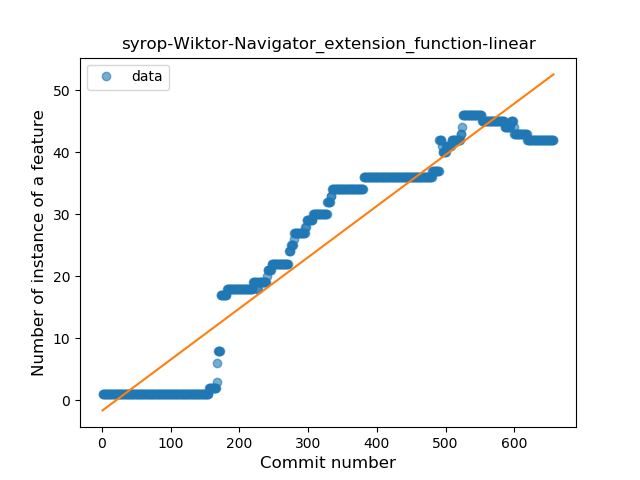 syrop-Wiktor-Navigator_extension_function-linear
data
Number of instance of a feature
50
40
30
20
10
0
0 100 200 300 400 500 600
Commit number